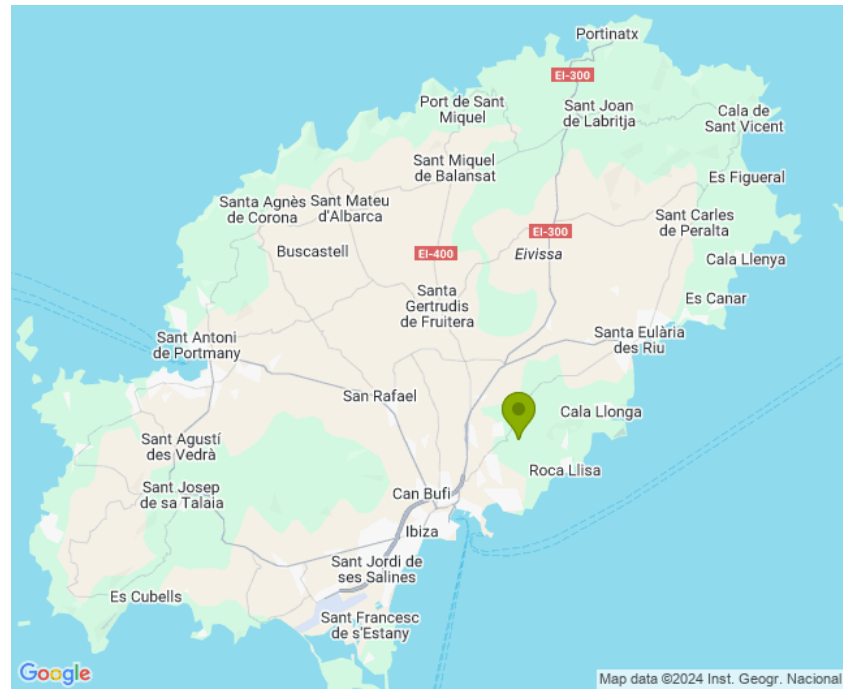 Portinatx
EI-300
Port de Sant
Miquel
Sant Joan
de Labritja
Cala de
Sant Vicent
Sant Miquel
de Balansat
Es Figueral
Santa Agnès
de Corona
Sant Mateu
d'Albarca
Sant Carles
de Peralta
EI-300
Buscastell
EI-400
Eivissa
Cala Llenya
Santa
Gertrudis
de Fruitera
Es Canar
Sant Antoni
de Portmany
Santa Eulària
des Riu
San Rafael
Cala Llonga
Sant Agustí
des Vedrà
Roca Llisa
Sant Josep
de sa Talaia
Can Bufi
Ibiza
Sant Jordi de
ses Salines
Es Cubells
Sant Francesc
de s'Estany
Google
Map data ©2024 Inst. Geogr. Nacional